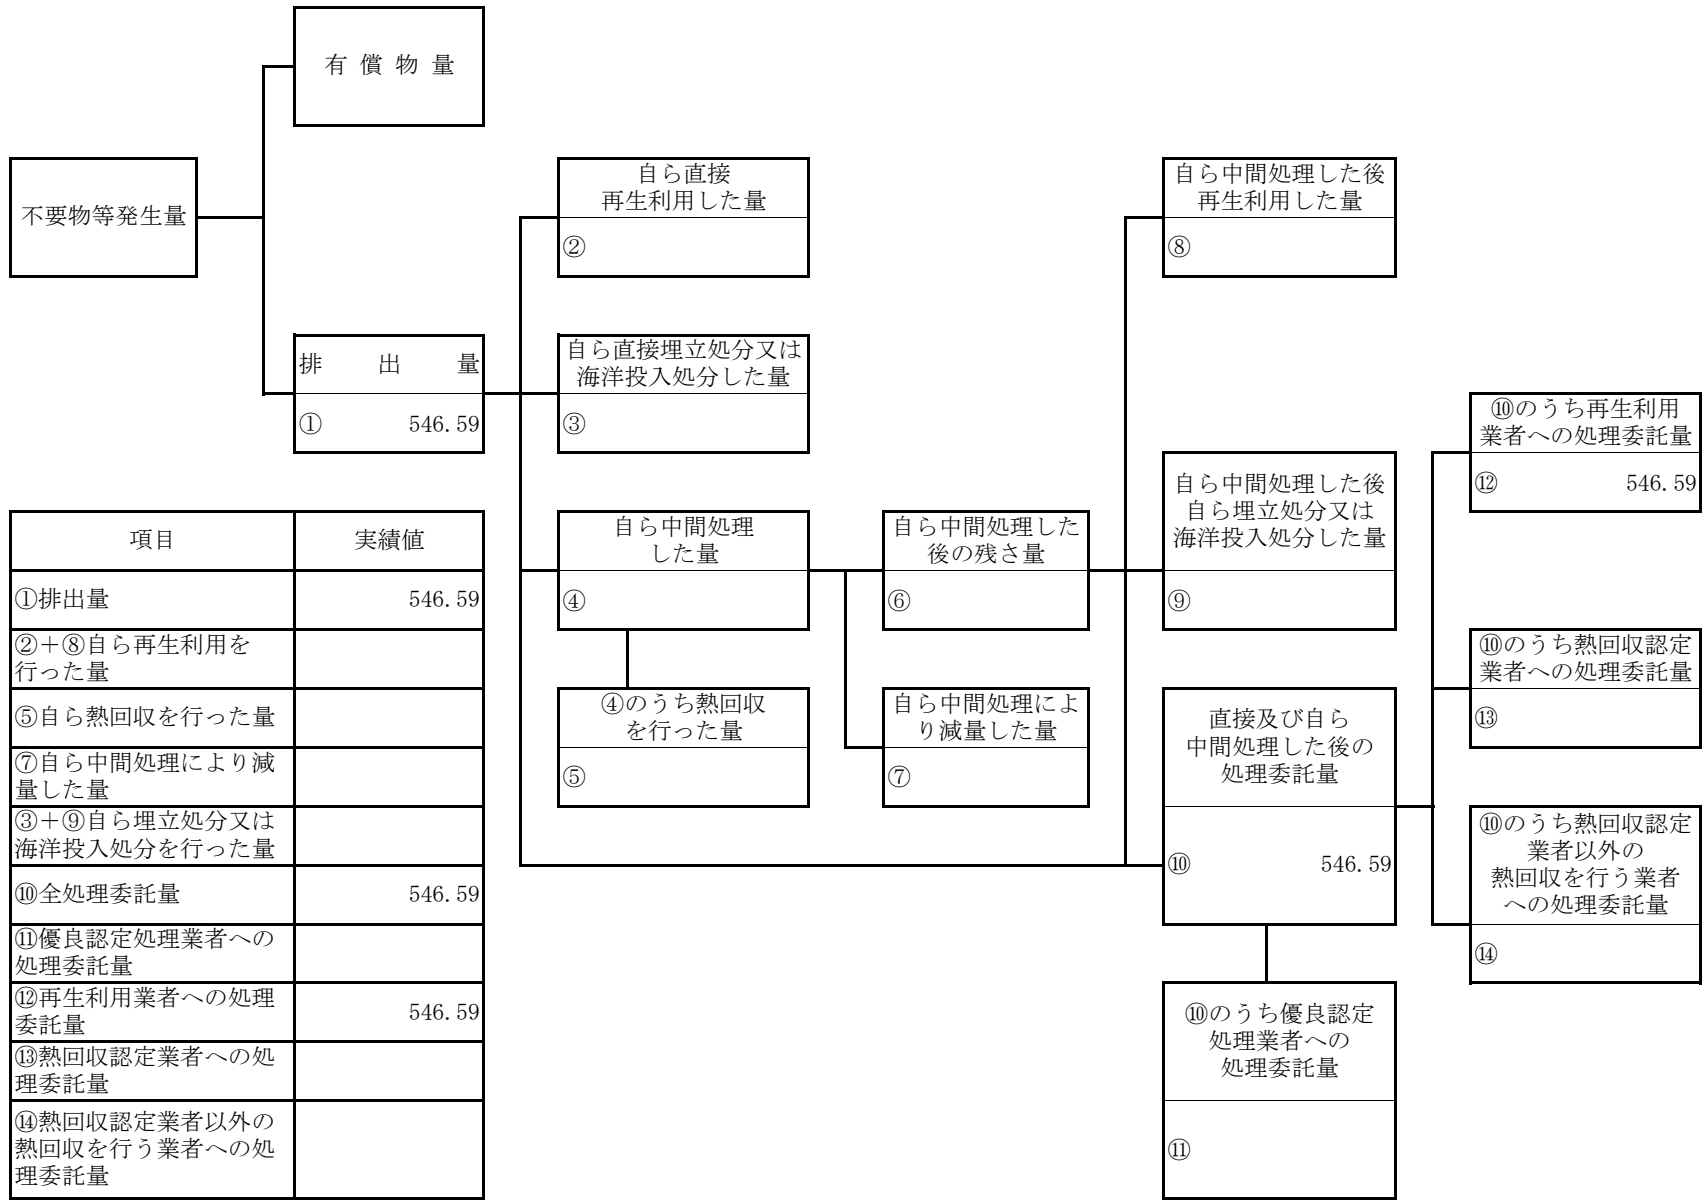 有償物量
不要物等発生量
自ら直接
再生利用した量
②
自ら中間処理した後
再生利用した量
⑧
排出量
① 546.59
自ら直接埋立処分又は
海洋投入処分した量
③
⑩のうち再生利用
業者への処理委託量
⑫ 546.59
自ら中間処理した後
自ら埋立処分又は
海洋投入処分した量
⑨
自ら中間処理
した量
④
自ら中間処理した
後の残さ量
⑥
④のうち熱回収
を行った量
⑤
自ら中間処理によ
り減量した量
⑦
直接及び自ら
中間処理した後の
処理委託量
⑩ 546.59
⑩のうち熱回収認定
業者への処理委託量
⑬
⑩のうち熱回収認定
業者以外の
熱回収を行う業者
への処理委託量
⑭
⑩のうち優良認定
処理業者への
処理委託量
⑪
項目 実績値
①排出量 546.59
②＋⑧自ら再生利用を
行った量
⑤自ら熱回収を行った量
⑦自ら中間処理により減
量した量
③＋⑨自ら埋立処分又は
海洋投入処分を行った量
⑩全処理委託量 546.59
⑪優良認定処理業者への
処理委託量
⑫再生利用業者への処理
委託量 546.59
⑬熱回収認定業者への処
理委託量
⑭熱回収認定業者以外の
熱回収を行う業者への処
理委託量